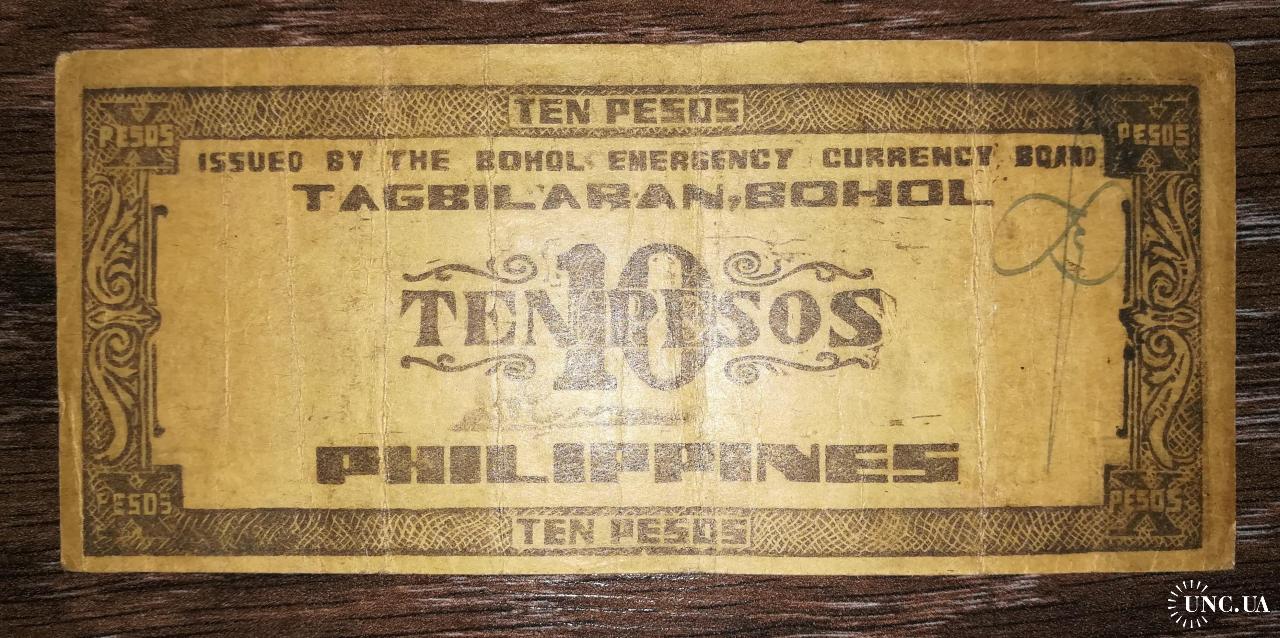 TEN PESOS
PESOS
PESOS
ISSUED BY THE BOHOL EMERGENCY CURRENCY BOARD
TAGBILARAN, BOHOL
10
TEN PESOS
PHILIPPINES
PESOS
PESOS
TEN PESOS
UNC.UA